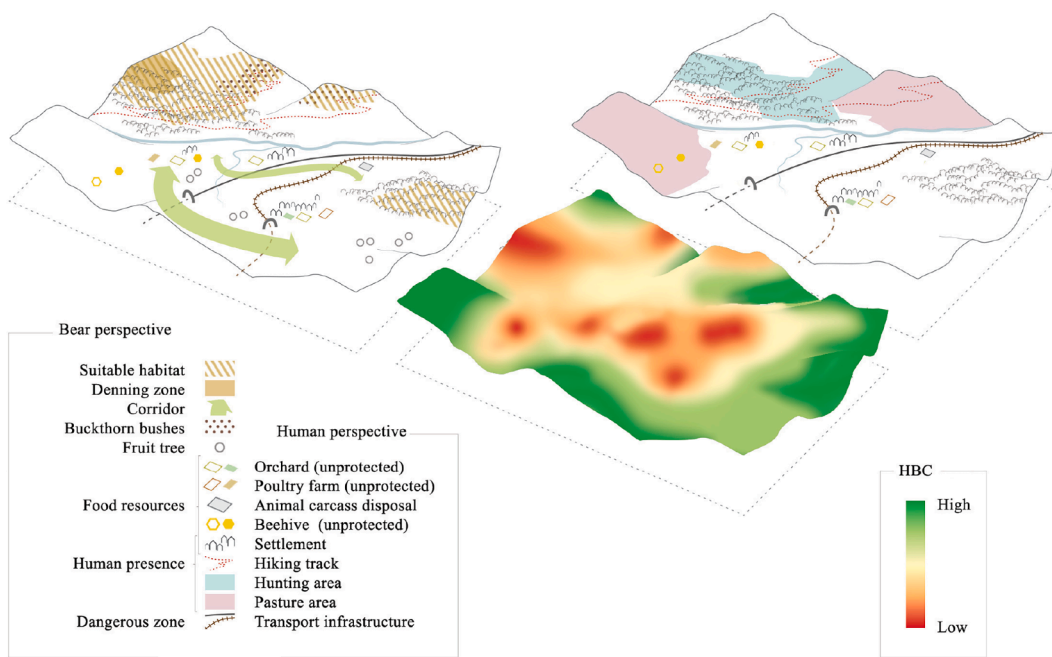 Bear perspective
Suitable habitat
Denning zone
Corridor
Buckthorn bushes
Fruit tree
Human perspective
Orchard (unprotected)
Poultry farm (unprotected)
Food resources
Animal carcass disposal
Beehive (unprotected)
Settlement
Human presence
Hiking track
Hunting area
Pasture area
Dangerous zone
Transport infrastructure
HBC
High
Low